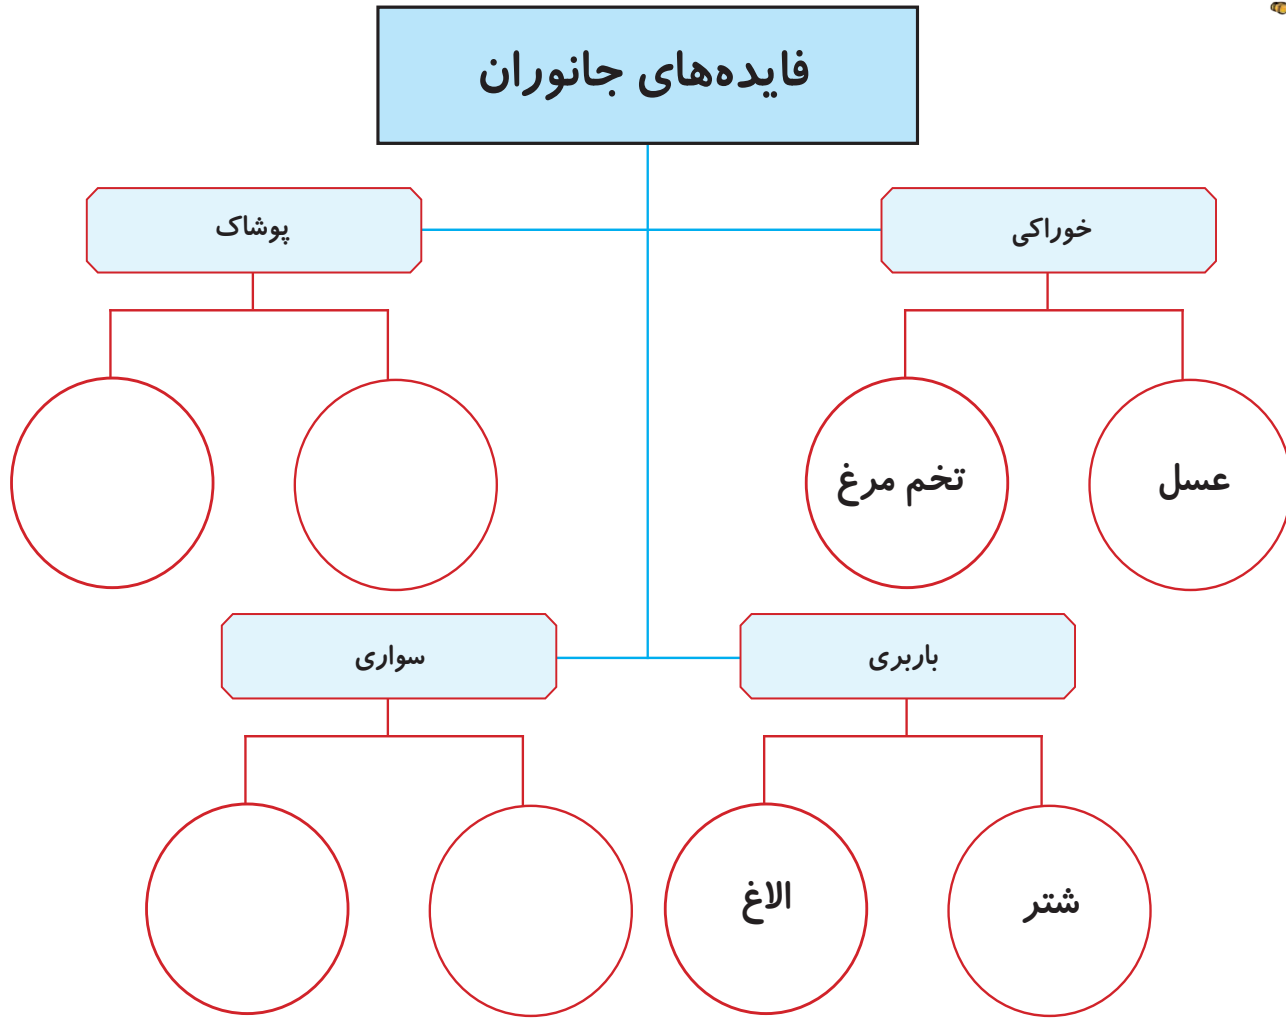 فایده‌های جانوران
خوراکی
پوشاک
عسل
تخم مرغ
باربری
سواری
شتر
الاغ